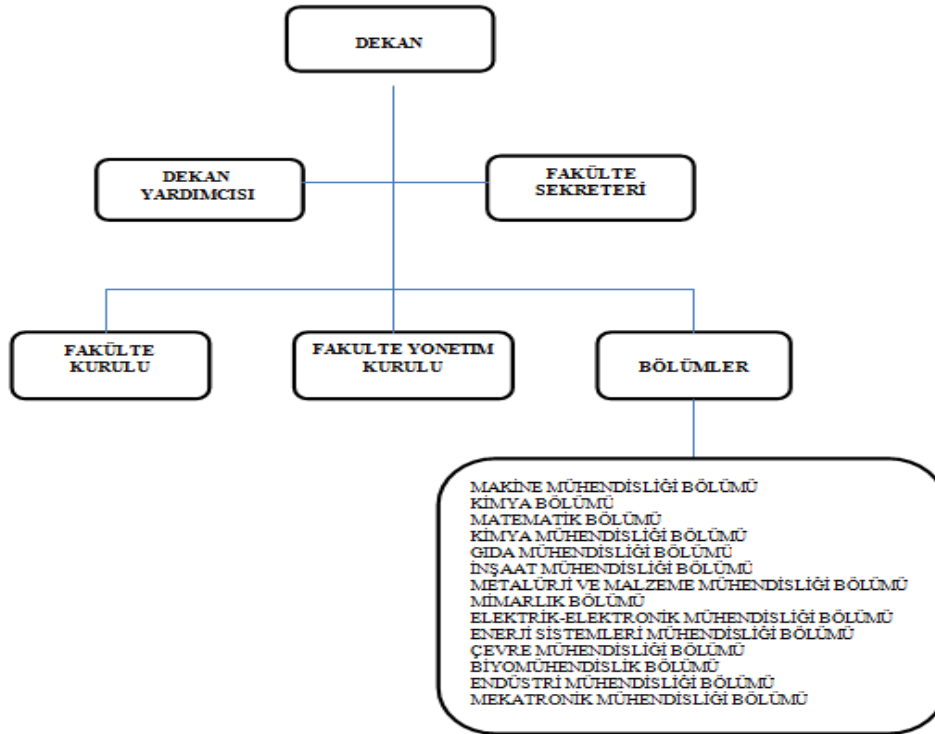 DEKAN
DEKAN
YARDIMCISI
FAKÜLTE
SEKRETERİ
FAKÜLTE
KURULU
FAKULTE YONETIM
KURULU
BÖLÜMLER
MAKİNE MÜHENDİSLİĞİ BÖLÜMÜ
KİMYA BÖLÜMÜ
MATEMATİK BÖLÜMÜ
KİMYA MÜHENDİSLİĞİ BÖLÜMÜ
GIDA MÜHENDİSLİĞİ BÖLÜMÜ
İNŞAAT MÜHENDİSLİĞİ BÖLÜMÜ
METALÜRJİ VE MALZEME MÜHENDİSLİĞİ BÖLÜMÜ
MİMARLIK BÖLÜMÜ
ELEKTRİK-ELEKTRONİK MÜHENDİSLİĞİ BÖLÜMÜ
ENERJİ SİSTEMLERİ MÜHENDİSLİĞİ BÖLÜMÜ
ÇEVRE MÜHENDİSLİĞİ BÖLÜMÜ
BİYOMÜHENDİSLİK BÖLÜMÜ
ENDÜSTRİ MÜHENDİSLİĞİ BÖLÜMÜ
MEKATRONİK MÜHENDİSLİĞİ BÖLÜMÜ